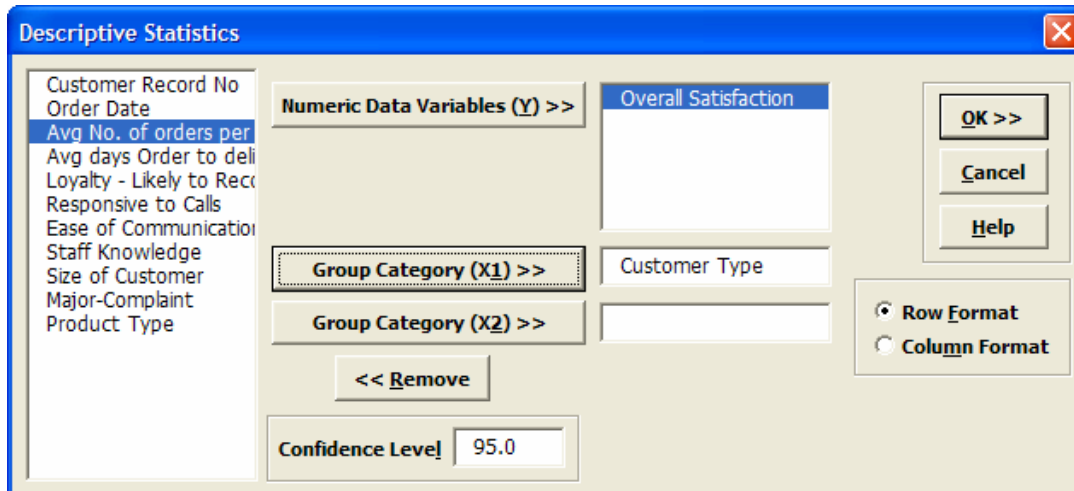 Descriptive Statistics
Customer Record No
Order Date
Avg No. of orders per
Avg days Order to deli
Loyalty - Likely to Reco
Responsive to Calls
Ease of Communication
Staff Knowledge
Size of Customer
Major-Complaint
Product Type
Numeric Data Variables (Y) >>
Overall Satisfaction
Group Category (X1) >>
Customer Type
Group Category (X2) >>
<< Remove
Confidence Level 95.0
OK >>
Cancel
Help
Row Format
Column Format